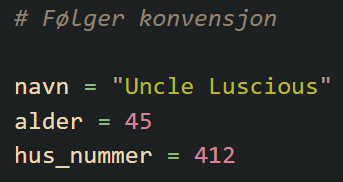 # Følger konvensjon
navn = "Uncle Luscious"
alder = 45
hus_nummer = 412